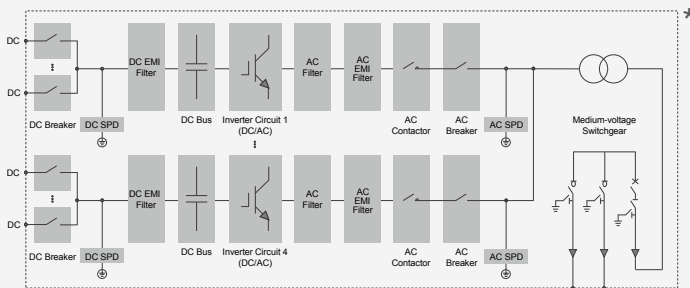 DC
DC
DC Breaker
DC SPD
DC EMI
Filter
DC Bus
Inverter Circuit 1
(DC/AC)
AC
Filter
AC
EMI
Filter
AC
Contactor
AC
Breaker
AC SPD
Medium-voltage
Switchgear
DC
DC
DC Breaker
DC SPD
DC EMI
Filter
DC Bus
Inverter Circuit 4
(DC/AC)
AC
Filter
AC
EMI
Filter
AC
Contactor
AC
Breaker
AC SPD
*